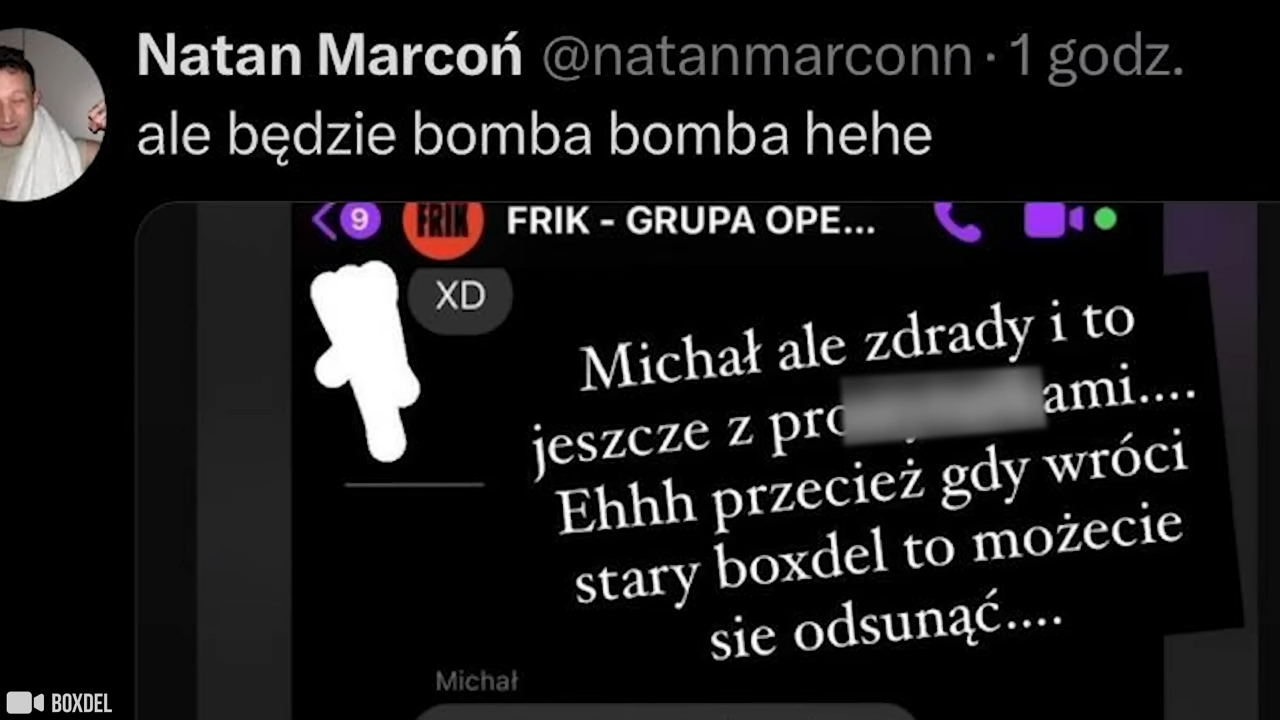 Natan Marcoń @natanmarconn · 1 godz.
ale będzie bomba bomba hehe
9 FRIK FRIK - GRUPA OPE...
XD
Michał ale zdrady i to
jeszcze z pro ami....
Ehhh przecież gdy wróci
stary boxdel to możecie
sie odsunąć....
Michał
BOXDEL